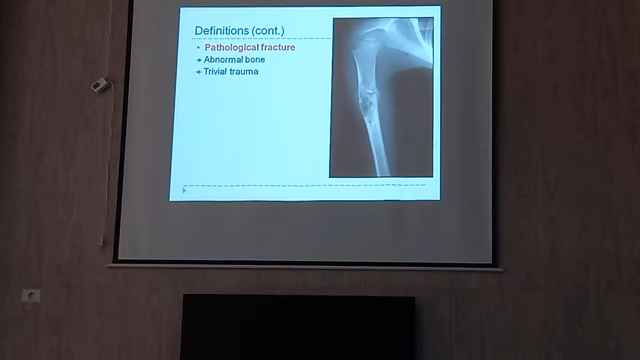 Definitions (cont.)
• Pathological fracture
Abnormal bone
Trivial trauma